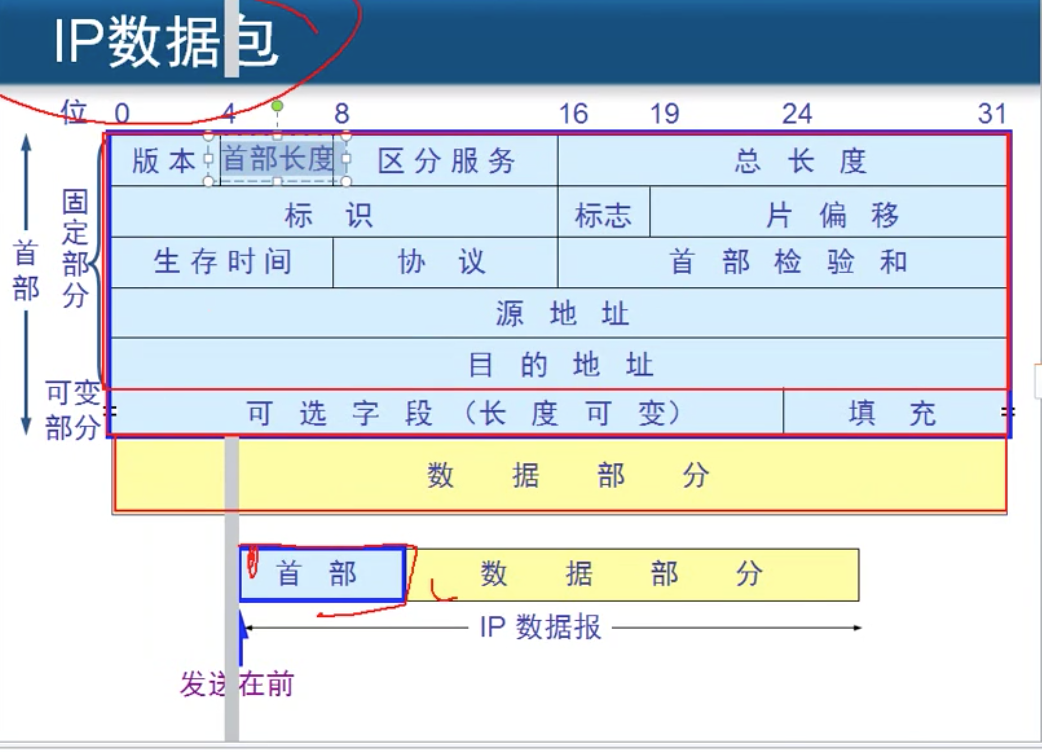 IP数据包
位 0 4 8 16 19 24 31
版本 首部长度 区分服务 总长度
标识 标志 片偏移
生存时间 协议 首部检验和
源地址
目的地址
可选字段（长度可变） 填充
数据部分
首部
固定部分
可变部分
首部 数据部分
IP 数据报
发送在前